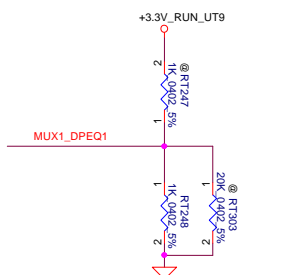 +3.3V_RUN_UT9
2
@ RT247
1K_0402_5%
1
MUX1_DPEQ1
1
RT248
1K_0402_5%
2
1
@ RT303
20K_0402_5%
2